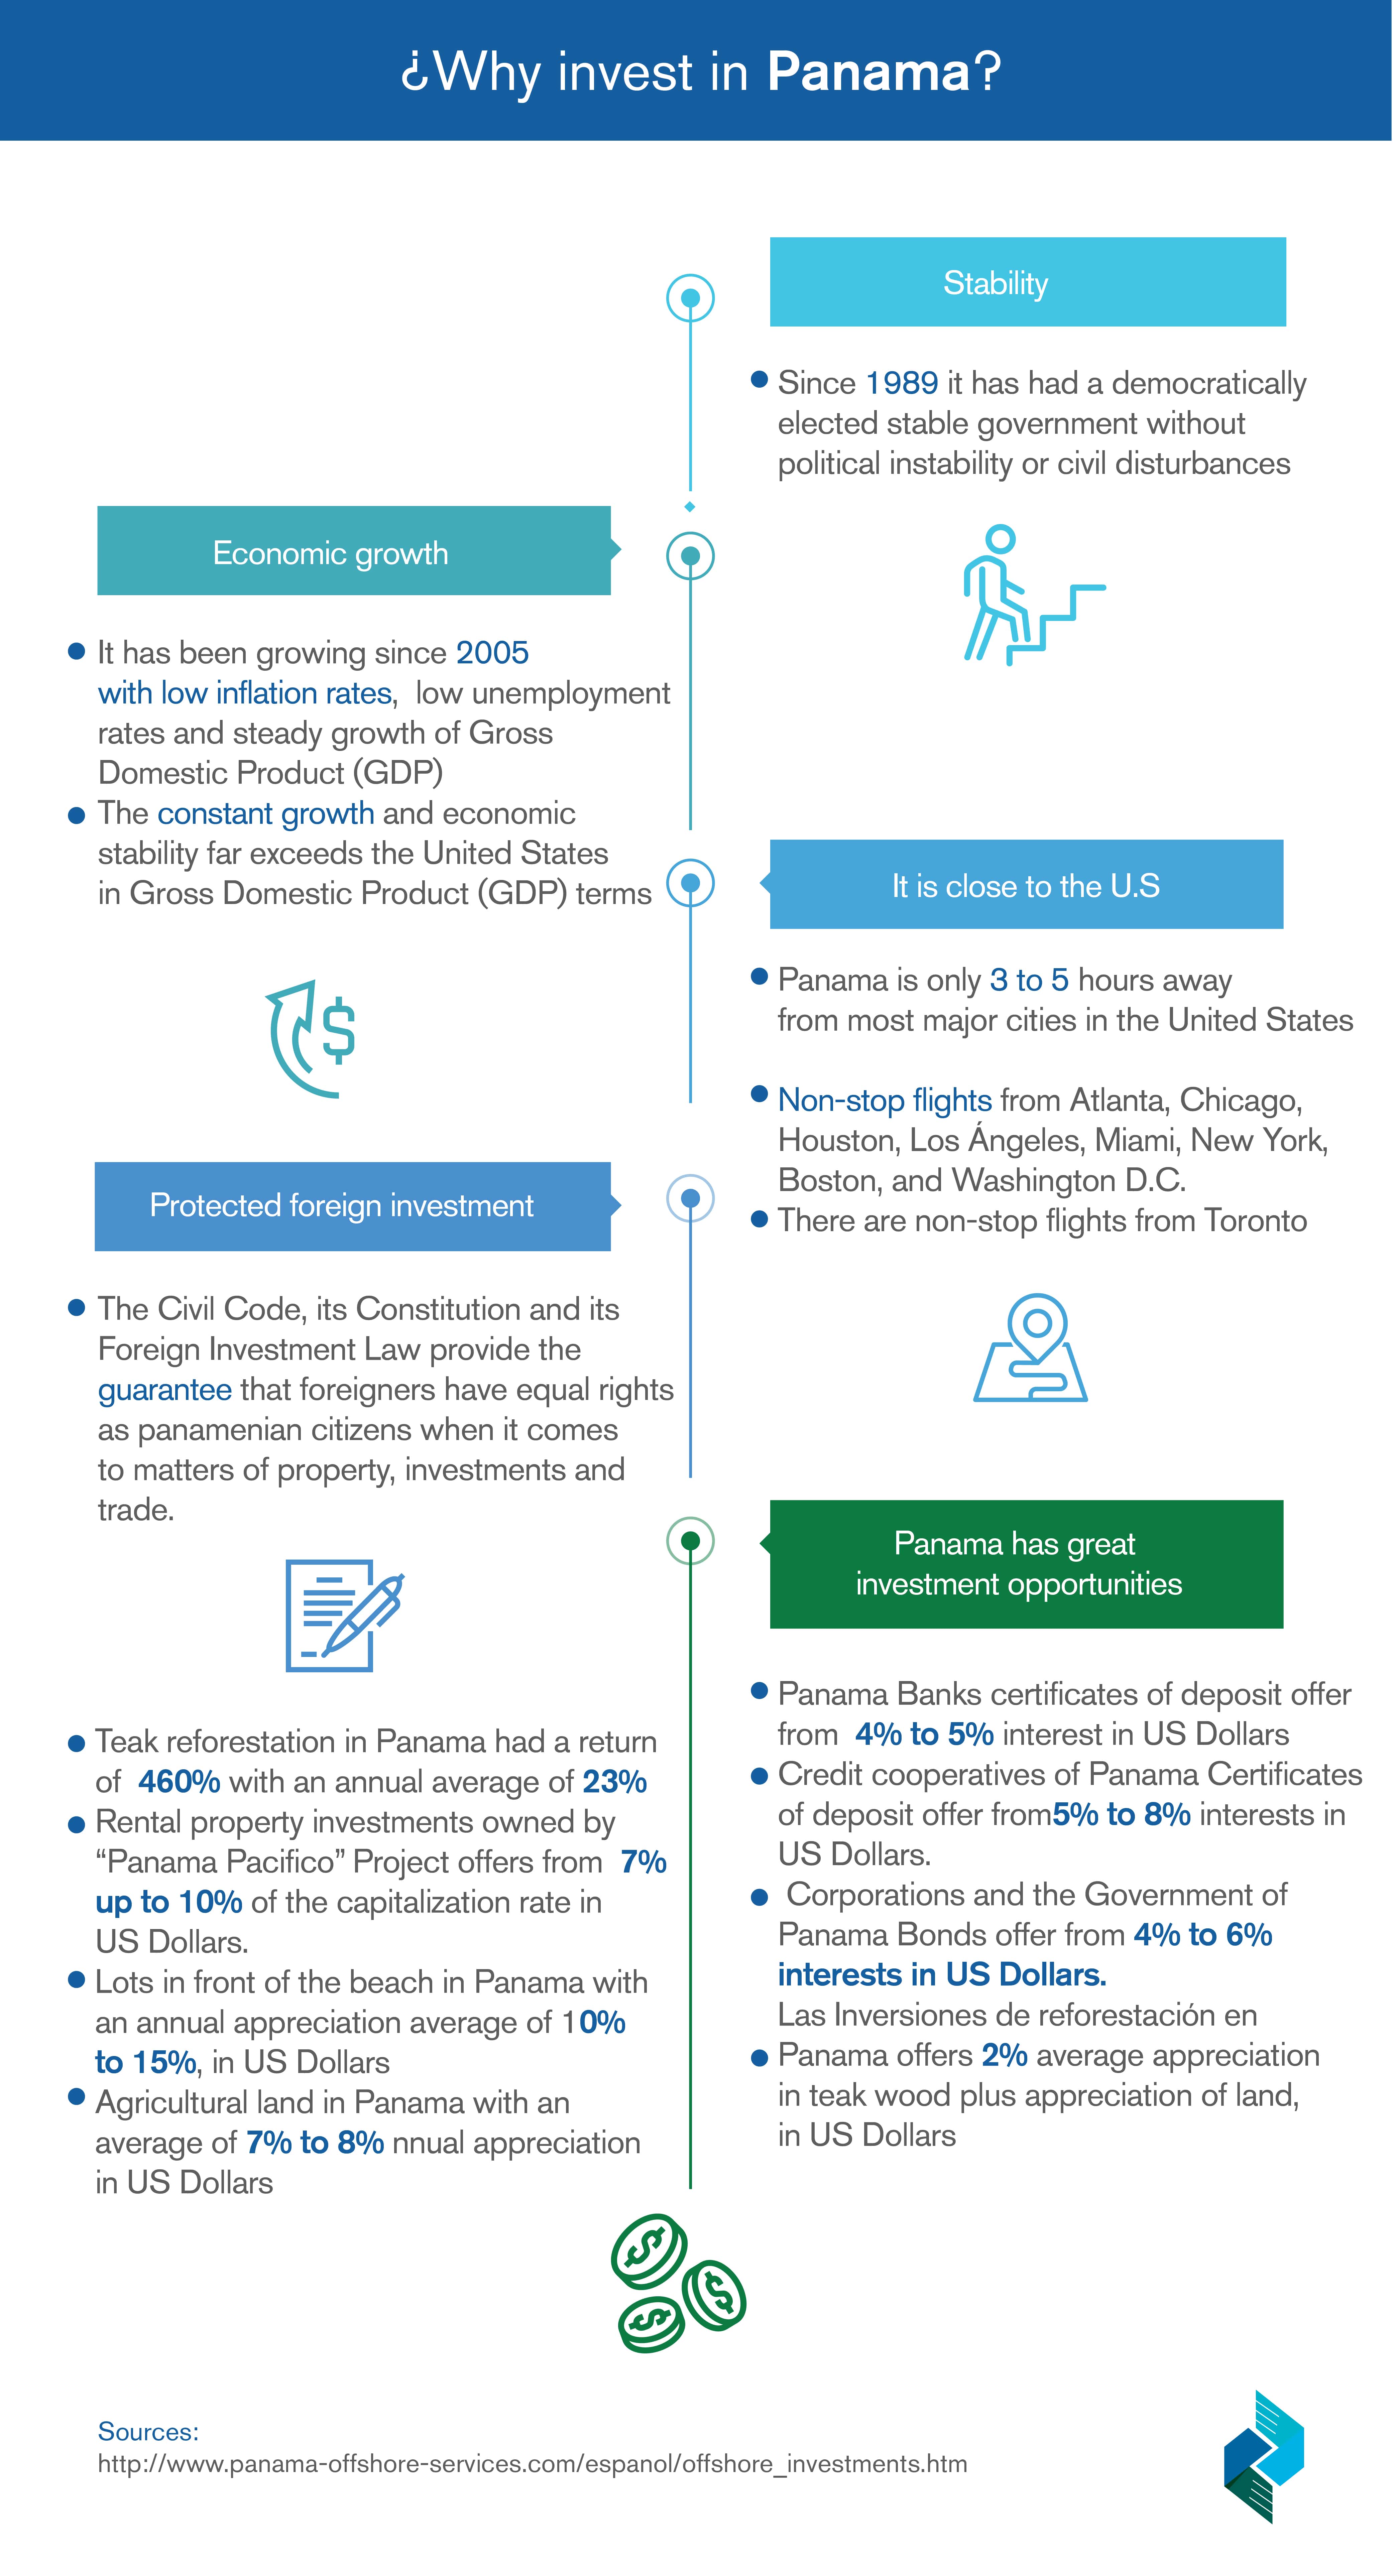 ¿Why invest in Panama?
Stability
Since 1989 it has had a democratically
elected stable government without
political instability or civil disturbances
Economic growth
It has been growing since 2005
with low inflation rates, low unemployment
rates and steady growth of Gross
Domestic Product (GDP)
The constant growth and economic
stability far exceeds the United States
in Gross Domestic Product (GDP) terms
It is close to the U.S
Panama is only 3 to 5 hours away
from most major cities in the United States
Non-stop flights from Atlanta, Chicago,
Houston, Los Ángeles, Miami, New York,
Boston, and Washington D.C.
There are non-stop flights from Toronto
Protected foreign investment
The Civil Code, its Constitution and its
Foreign Investment Law provide the
guarantee that foreigners have equal rights
as panamenian citizens when it comes
to matters of property, investments and
trade.
Panama has great
investment opportunities
Panama Banks certificates of deposit offer
from 4% to 5% interest in US Dollars
Credit cooperatives of Panama Certificates
of deposit offer from5% to 8% interests in
US Dollars.
Corporations and the Government of
Panama Bonds offer from 4% to 6%
interests in US Dollars.
Las Inversiones de reforestación en
Panama offers 2% average appreciation
in teak wood plus appreciation of land,
in US Dollars
Teak reforestation in Panama had a return
of 460% with an annual average of 23%
Rental property investments owned by
“Panama Pacifico” Project offers from 7%
up to 10% of the capitalization rate in
US Dollars.
Lots in front of the beach in Panama with
an annual appreciation average of 10%
to 15%, in US Dollars
Agricultural land in Panama with an
average of 7% to 8% nnual appreciation
in US Dollars
Sources:
http://www.panama-offshore-services.com/espanol/offshore_investments.htm